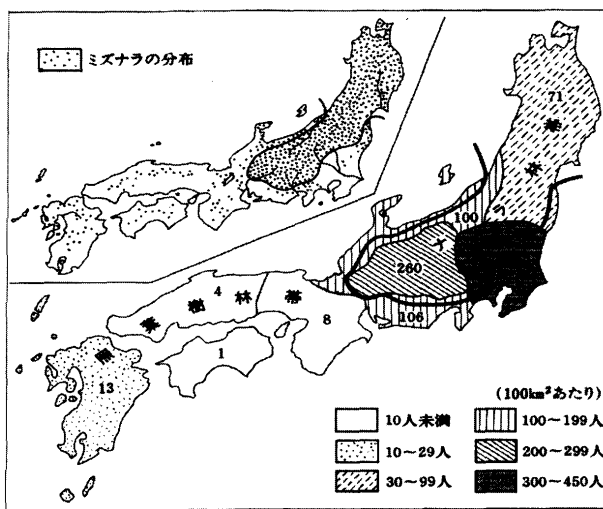 ミズナラの分布
71
ナラ林帯
100
260
106
照葉樹林帯
4
8
1
13
(100km²あたり)
10人未満
10〜29人
30〜99人
100〜199人
200〜299人
300〜450人